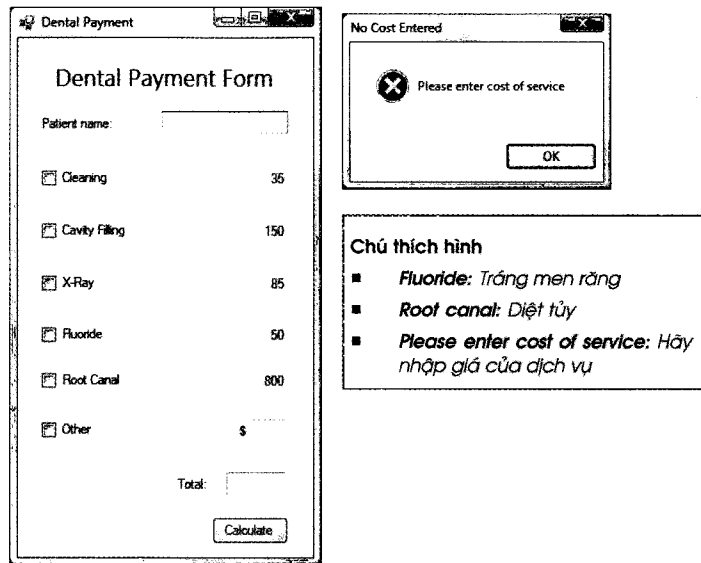 Dental Payment
Dental Payment Form
Patient name:
Cleaning 35
Cavity Filling 150
X-Ray 85
Fluoride 50
Root Canal 800
Other $
Total:
Calculate
No Cost Entered
Please enter cost of service
OK
Chú thích hình
▪ Fluoride: Tráng men răng
▪ Root canal: Diệt tủy
▪ Please enter cost of service: Hãy
nhập giá của dịch vụ